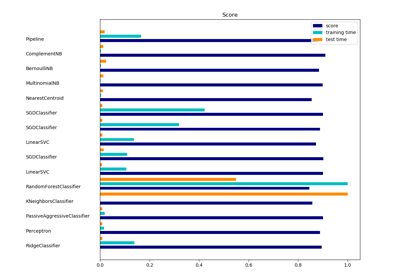 Score
score
training time
test time
Pipeline
ComplementNB
BernoulliNB
MultinomialNB
NearestCentroid
SGDClassifier
SGDClassifier
LinearSVC
SGDClassifier
LinearSVC
RandomForestClassifier
KNeighborsClassifier
PassiveAggressiveClassifier
Perceptron
RidgeClassifier
0.0 0.2 0.4 0.6 0.8 1.0